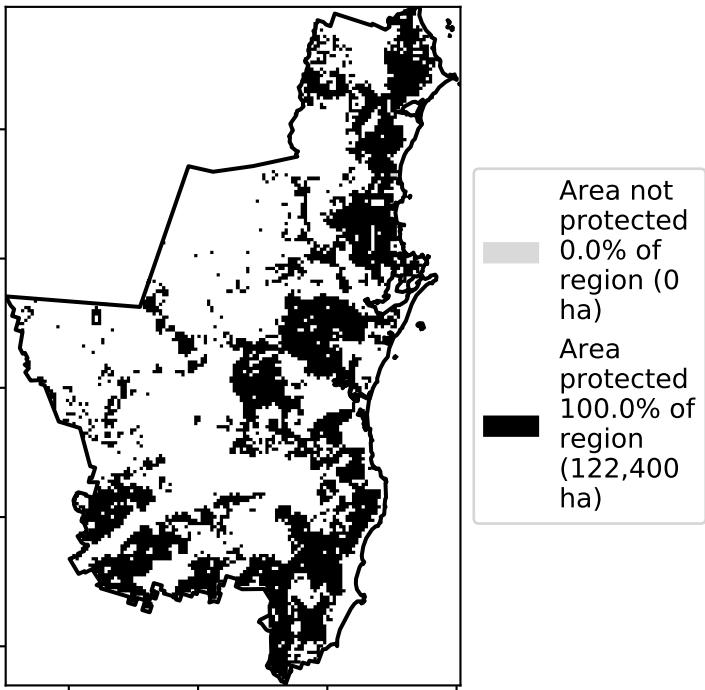 Area not
protected
0.0% of
region (0
ha)
Area
protected
100.0% of
region
(122,400
ha)